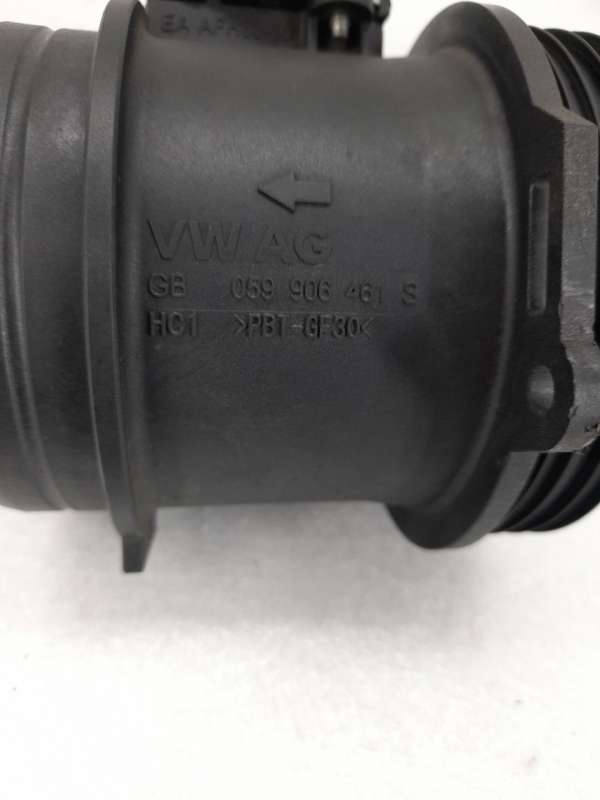 VW AG
GB 059 906 461 S
HC1 >PBT-GF30<